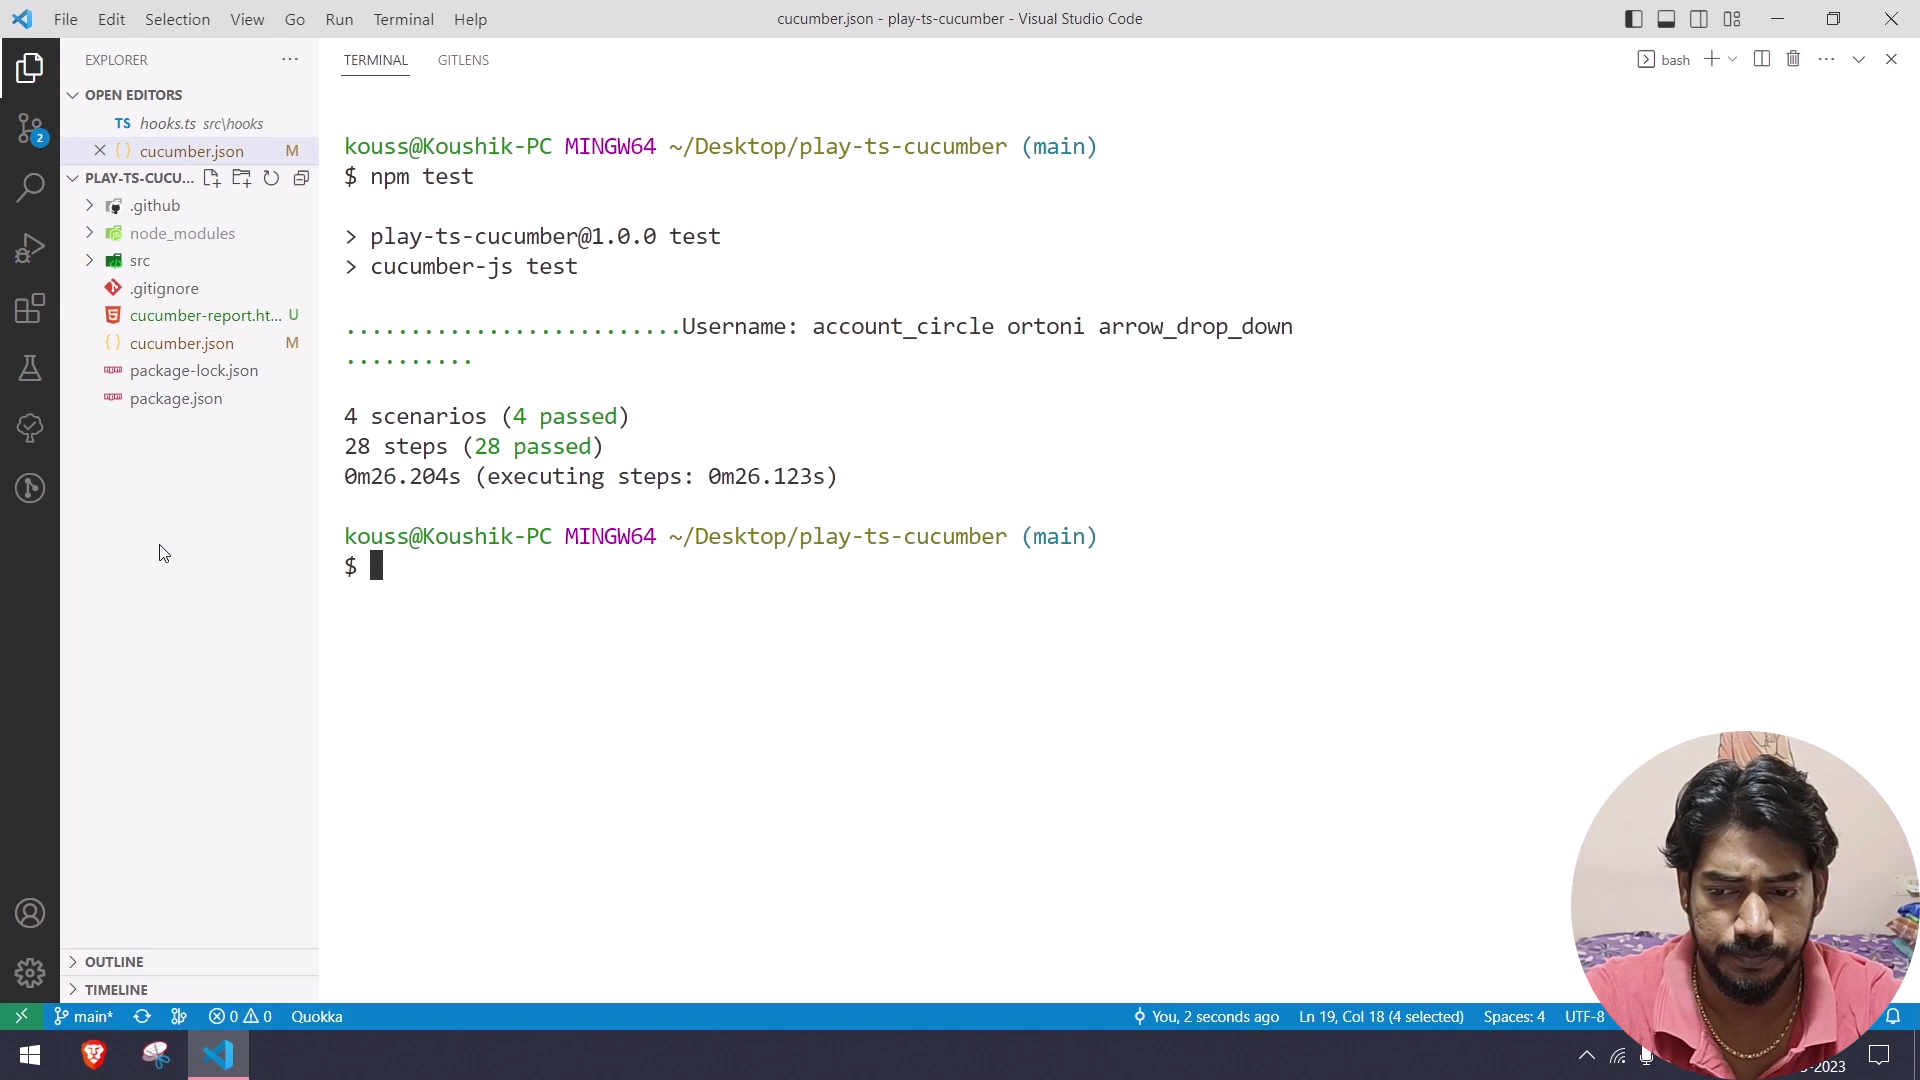 File Edit Selection View Go Run Terminal Help
cucumber.json - play-ts-cucumber - Visual Studio Code
EXPLORER
OPEN EDITORS
TS hooks.ts src\hooks
{} cucumber.json M
PLAY-TS-CUCU...
.github
node_modules
src
.gitignore
cucumber-report.ht... U
{} cucumber.json M
package-lock.json
package.json
OUTLINE
TIMELINE
2
TERMINAL GITLENS
bash
kouss@Koushik-PC MINGW64 ~/Desktop/play-ts-cucumber (main)
$ npm test
> play-ts-cucumber@1.0.0 test
> cucumber-js test
..........................Username: account_circle ortoni arrow_drop_down
..........
4 scenarios (4 passed)
28 steps (28 passed)
0m26.204s (executing steps: 0m26.123s)
kouss@Koushik-PC MINGW64 ~/Desktop/play-ts-cucumber (main)
$
main* 0 0 Quokka
You, 2 seconds ago Ln 19, Col 18 (4 selected) Spaces: 4 UTF-8
-2023